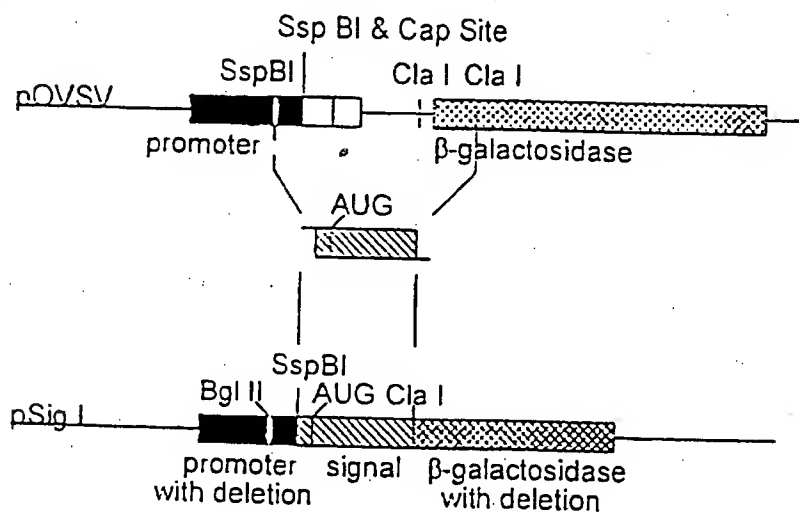 Ssp BI & Cap Site
SspBI
Cla I Cla I
pOVSV
promoter
β-galactosidase
AUG
SspBI
Bgl II
AUG Cla I
pSig I
promoter
with deletion
signal
β-galactosidase
with deletion